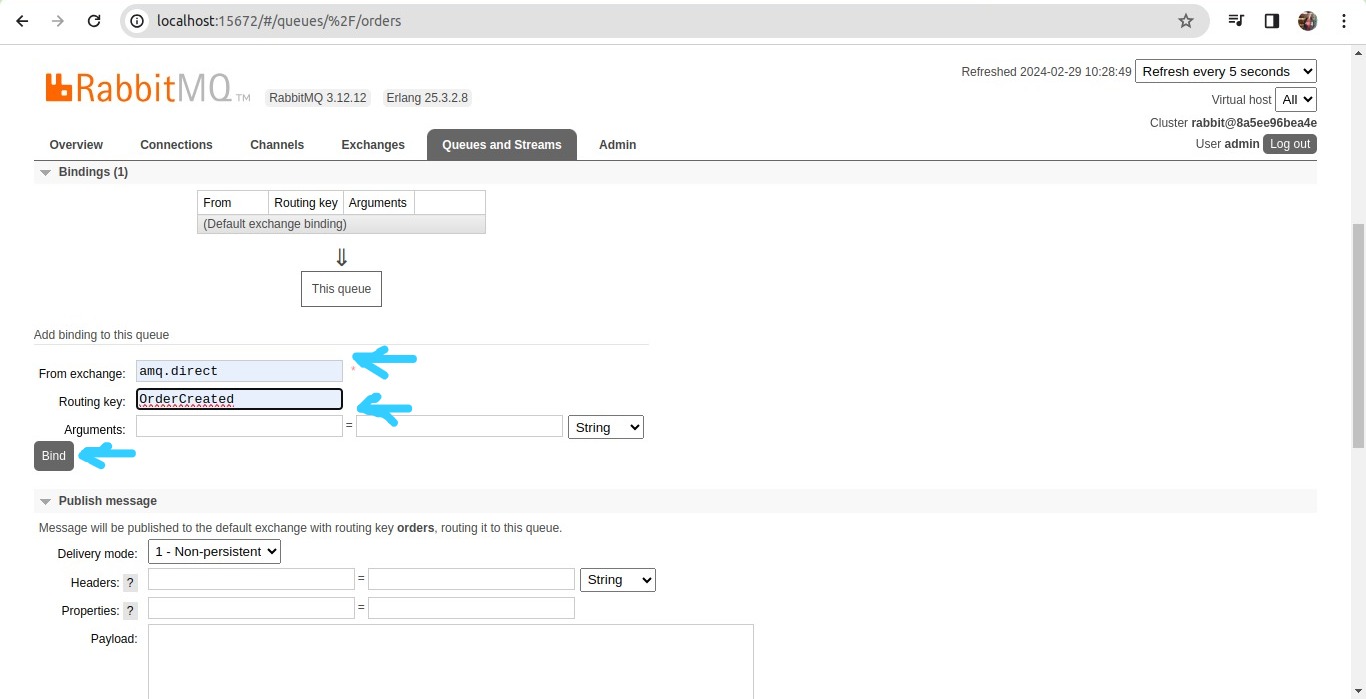 localhost:15672/#/queues/%2F/orders
RabbitMQ TM RabbitMQ 3.12.12 Erlang 25.3.2.8
Refreshed 2024-02-29 10:28:49 Refresh every 5 seconds
Virtual host All
Cluster rabbit@8a5ee96bea4e
User admin Log out
Overview Connections Channels Exchanges Queues and Streams Admin
Bindings (1)
From Routing key Arguments
(Default exchange binding)
⇓
This queue
Add binding to this queue
From exchange: amq.direct *
Routing key: OrderCreated
Arguments: = String
Bind
Publish message
Message will be published to the default exchange with routing key orders, routing it to this queue.
Delivery mode: 1 - Non-persistent
Headers: ? = String
Properties: ? =
Payload: